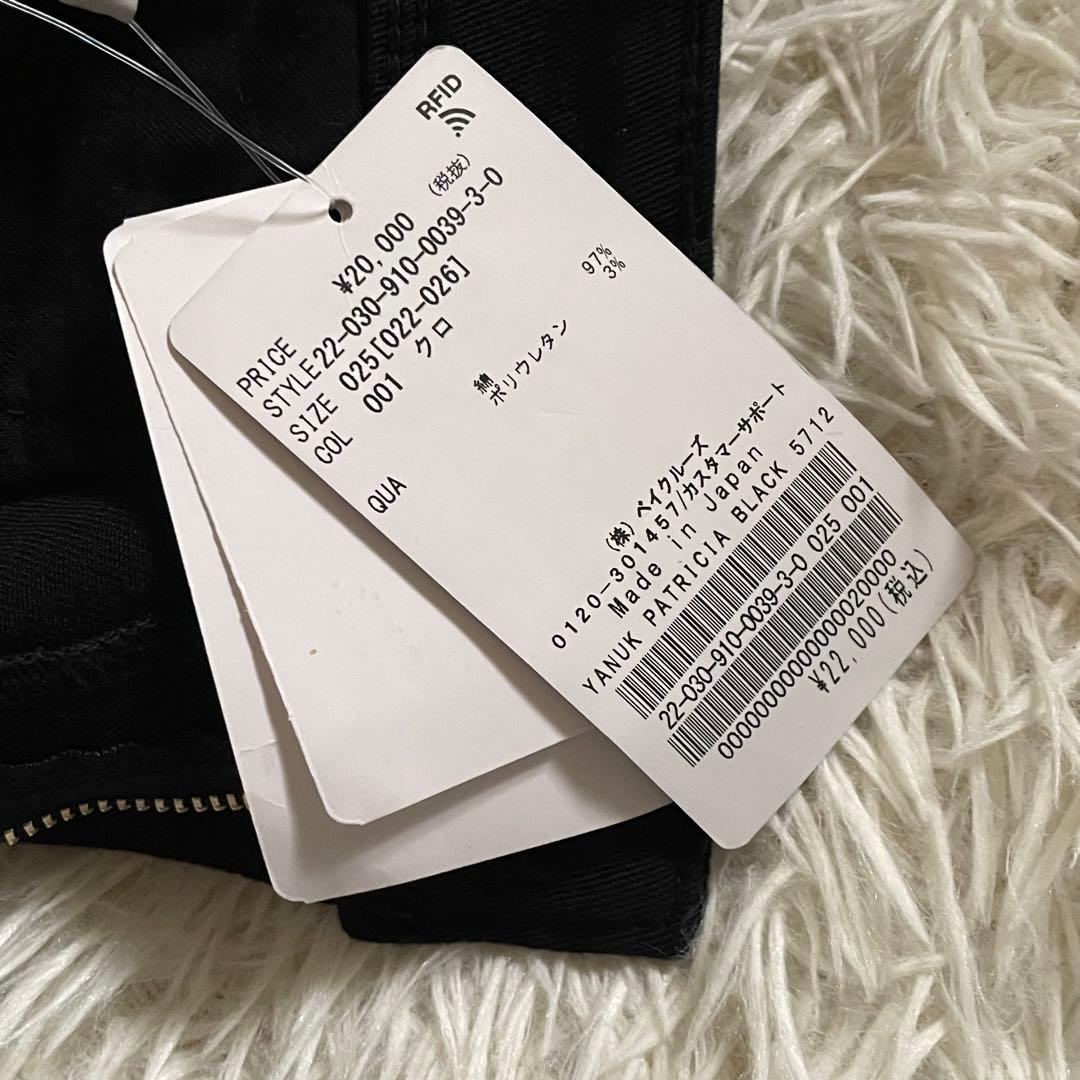 RFID
(税抜)
PRICE ¥20,000
STYLE 22-030-910-0039-3-0
SIZE 025[022-026]
COL 001 クロ
QUA 綿 97%
ポリウレタン 3%
(株) ベイクルーズ
0120-301457/カスタマーサポート
Made in Japan
YANUK PATRICIA BLACK 5712
22-030-910-0039-3-0 025 001
00000000000000020000
¥22,000(税込)